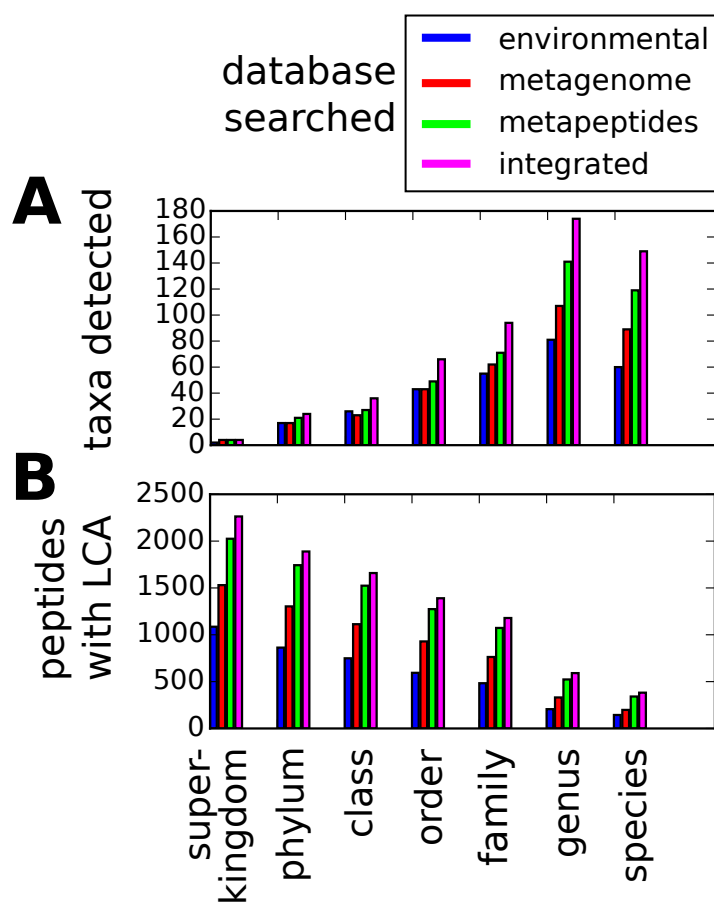 database
searched
environmental
metagenome
metapeptides
integrated
A
taxa detected
180
160
140
120
100
80
60
40
20
0
B
peptides
with LCA
2500
2000
1500
1000
500
0
super-
kingdom
phylum
class
order
family
genus
species